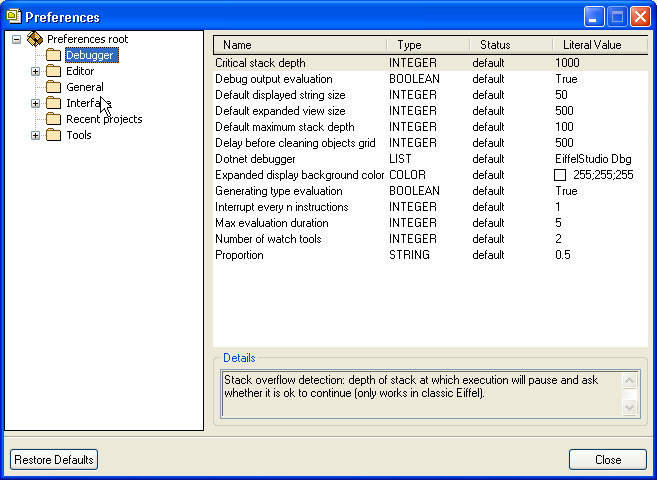 Preferences
Preferences root
Debugger
Editor
General
Interface
Recent projects
Tools
Name Type Status Literal Value
Critical stack depth INTEGER default 1000
Debug output evaluation BOOLEAN default True
Default displayed string size INTEGER default 50
Default expanded view size INTEGER default 500
Default maximum stack depth INTEGER default 100
Delay before cleaning objects grid INTEGER default 500
Dotnet debugger LIST default EiffelStudio Dbg
Expanded display background color COLOR default 255;255;255
Generating type evaluation BOOLEAN default True
Interrupt every n instructions INTEGER default 1
Max evaluation duration INTEGER default 5
Number of watch tools INTEGER default 2
Proportion STRING default 0.5
Details
Stack overflow detection: depth of stack at which execution will pause and ask
whether it is ok to continue (only works in classic Eiffel).
Restore Defaults Close